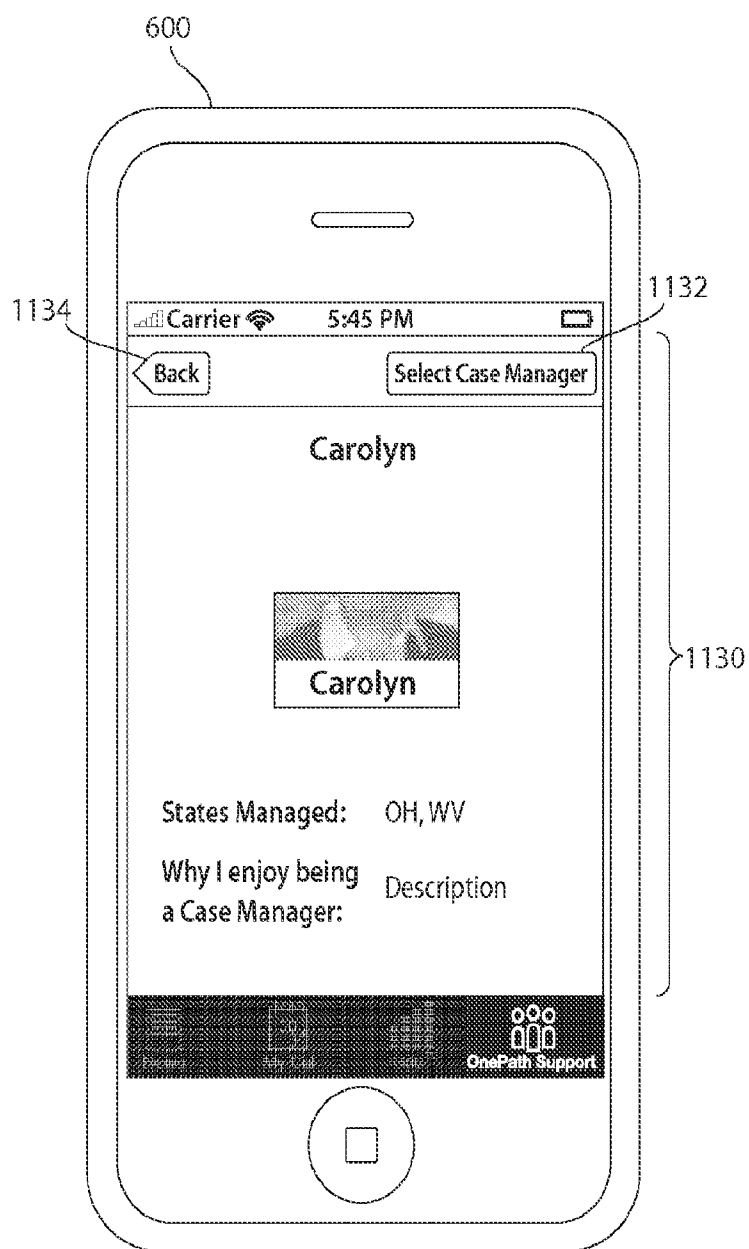 600
1134
1132
Carrier 5:45 PM
Back Select Case Manager
Carolyn
Carolyn
1130
States Managed: OH, WV
Why I enjoy being
a Case Manager: Description
OnePath Support